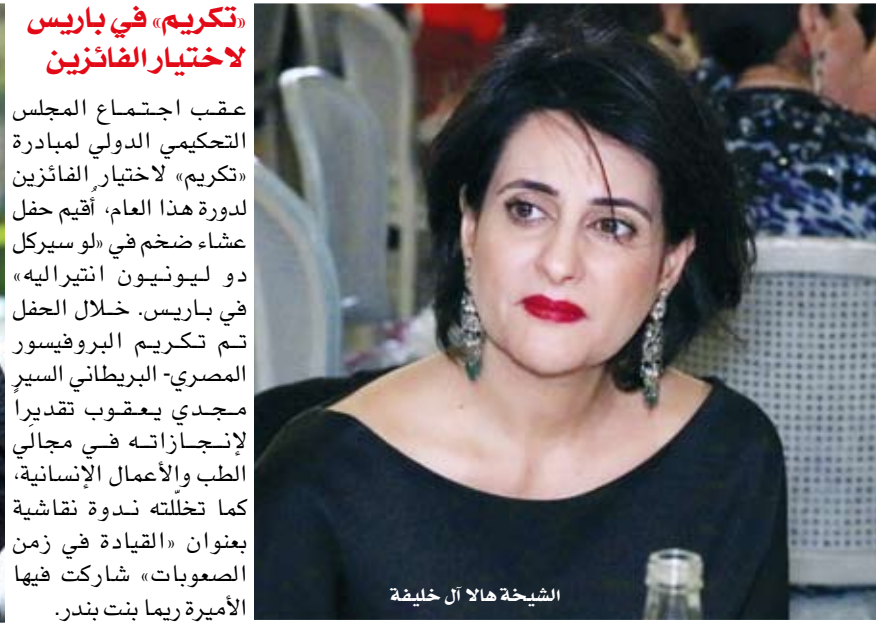 «تكريم» في باريس
لاختيار الفائزين
عقب اجتماع المجلس
التحكيمي الدولي لمبادرة
«تكريم» لاختيار الفائزين
لدورة هذا العام، أُقيم حفل
عشاء ضخم في «لو سيركل
دو ليونيون انتيراليه»
في باريس. خلال الحفل
تم تكريم البروفيسور
المصري- البريطاني السير
مجدي يعقوب تقديراً
لإنجازاته في مجالَي
الطب والأعمال الإنسانية،
كما تخلّلته ندوة نقاشية
بعنوان «القيادة في زمن
الصعوبات» شاركت فيها
الأميرة ريما بنت بندر.
الشيخة هالا آل خليفة